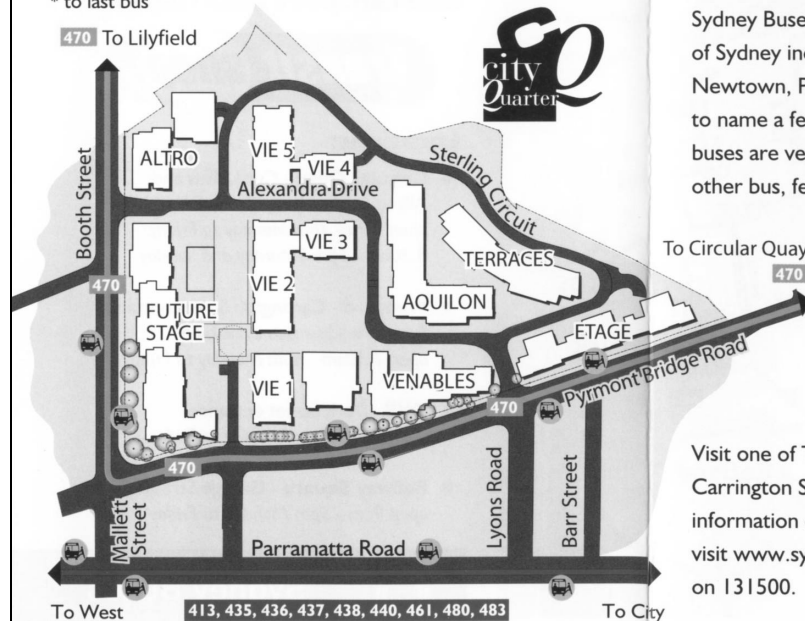 * to last bus
470 To Lilyfield
city
Quarter
Q
Sydney Buse
of Sydney in
Newtown, F
to name a fe
buses are ve
other bus, fe
ALTRO
VIE 5
VIE 4
Alexandra Drive
Sterling Circuit
Booth Street
470
VIE 3
VIE 2
TERRACES
AQUILON
To Circular Quay
470
FUTURE
STAGE
ETAGE
VIE 1
VENABLES
470
Pyrmont Bridge Road
470
Mallett
Street
Lyons Road
Barr Street
Parramatta Road
Visit one of T
Carrington S
information
visit www.sy
on 131500.
To West
413, 435, 436, 437, 438, 440, 461, 480, 483
To City